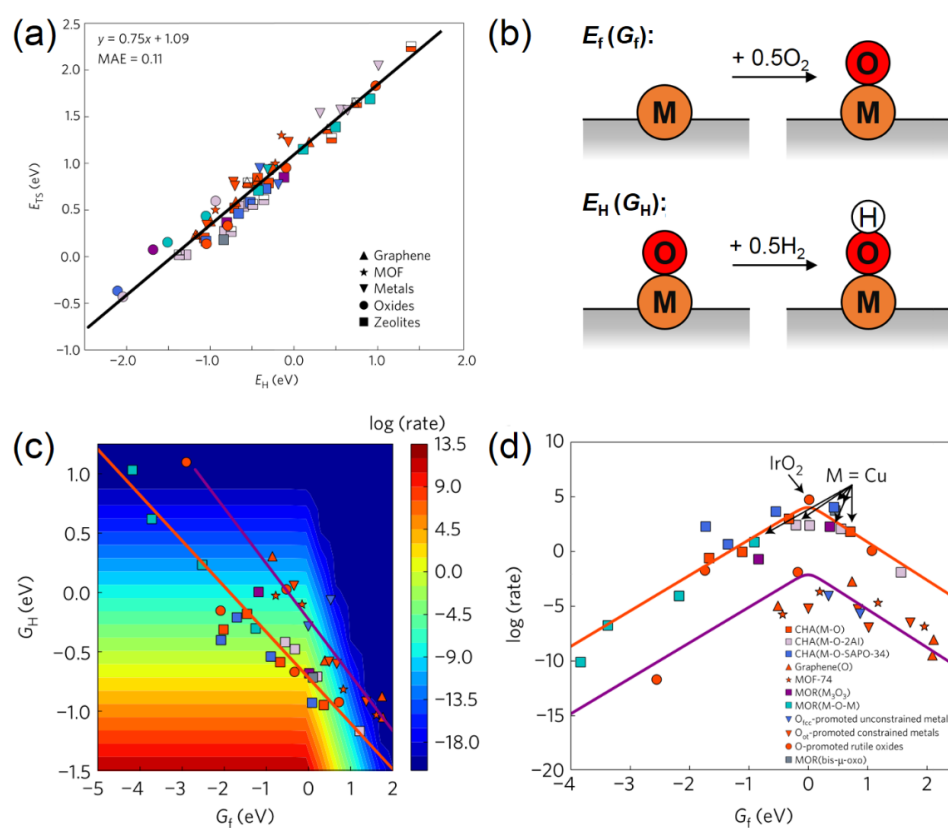 (a)
y = 0.75x + 1.09
MAE = 0.11
2.5
2.0
1.5
1.0
0.5
0.0
−0.5
−1.0
E_TS (eV)
Graphene
MOF
Metals
Oxides
Zeolites
−2.0 −1.0 0.0 1.0 2.0
E_H (eV)
(b)
E_f (G_f):
+ 0.5O₂
O
M M
E_H (G_H):
H
O + 0.5H₂ O
M M
(c)
log (rate)
1.0
0.5
0.0
−0.5
−1.0
−1.5
G_H (eV)
−5 −4 −3 −2 −1 0 1 2
G_f (eV)
13.5
9.0
4.5
0.0
−4.5
−9.0
−13.5
−18.0
(d)
10
5
0
−5
−10
−15
−20
log (rate)
IrO₂
M = Cu
CHA(M-O)
CHA(M-O-2Al)
CHA(M-O-SAPO-34)
Graphene(O)
MOF-74
MOR(M₃O₃)
MOR(M-O-M)
O_fcc-promoted unconstrained metal
O_ot-promoted constrained metals
O-promoted rutile oxides
MOR(bis-μ-oxo)
−4 −3 −2 −1 0 1 2
G_f (eV)